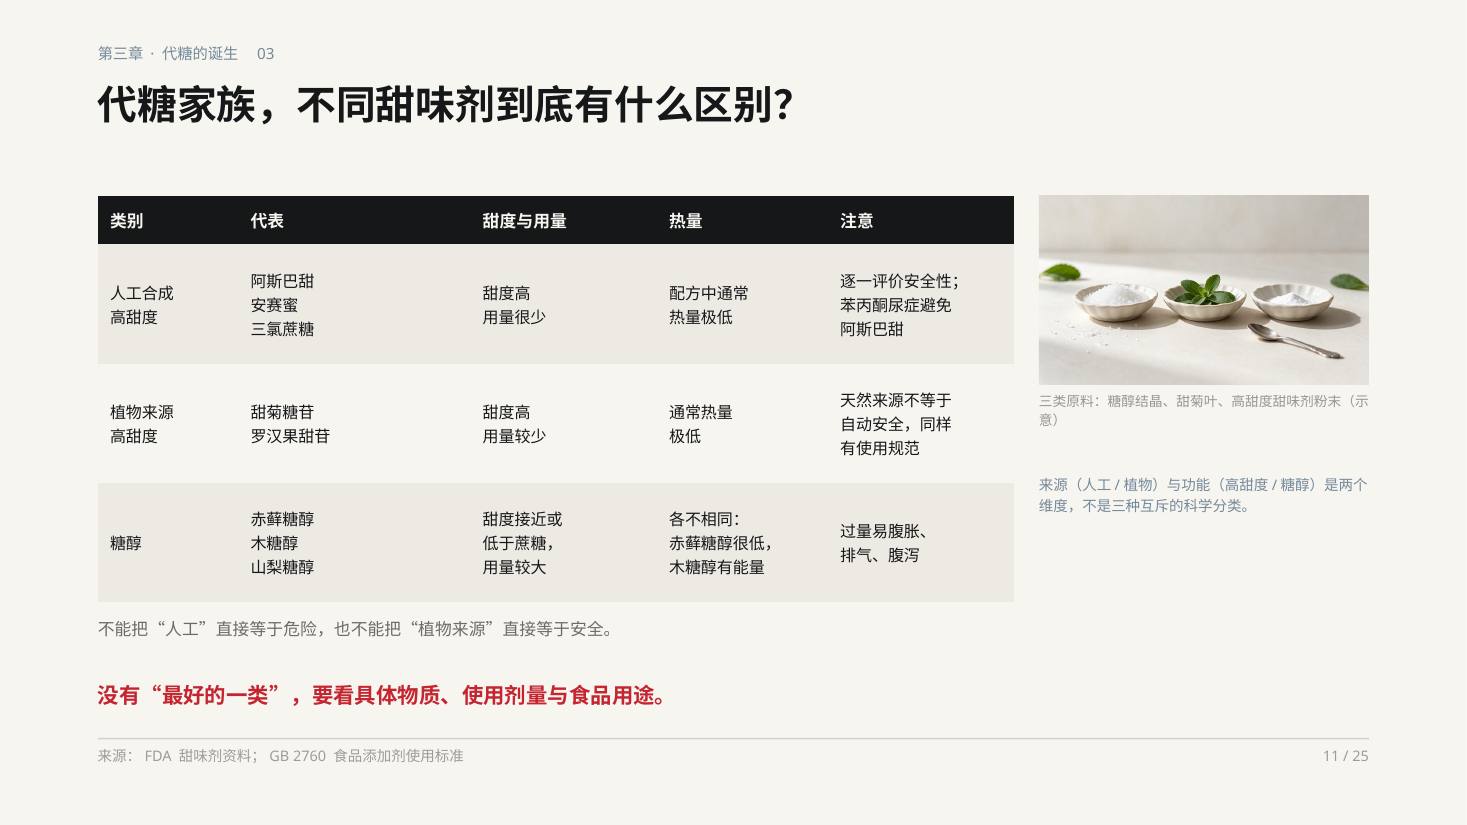 第三章 · 代糖的诞生 03
代糖家族，不同甜味剂到底有什么区别？
类别 代表 甜度与用量 热量 注意
人工合成
高甜度
阿斯巴甜
安赛蜜
三氯蔗糖
甜度高
用量很少
配方中通常
热量极低
逐一评价安全性；
苯丙酮尿症避免
阿斯巴甜
植物来源
高甜度
甜菊糖苷
罗汉果甜苷
甜度高
用量较少
通常热量
极低
天然来源不等于
自动安全，同样
有使用规范
糖醇
赤藓糖醇
木糖醇
山梨糖醇
甜度接近或
低于蔗糖，
用量较大
各不相同：
赤藓糖醇很低，
木糖醇有能量
过量易腹胀、
排气、腹泻
三类原料：糖醇结晶、甜菊叶、高甜度甜味剂粉末（示
意）
来源（人工 / 植物）与功能（高甜度 / 糖醇）是两个
维度，不是三种互斥的科学分类。
不能把“人工”直接等于危险，也不能把“植物来源”直接等于安全。
没有“最好的一类”，要看具体物质、使用剂量与食品用途。
来源： FDA 甜味剂资料； GB 2760 食品添加剂使用标准
11 / 25